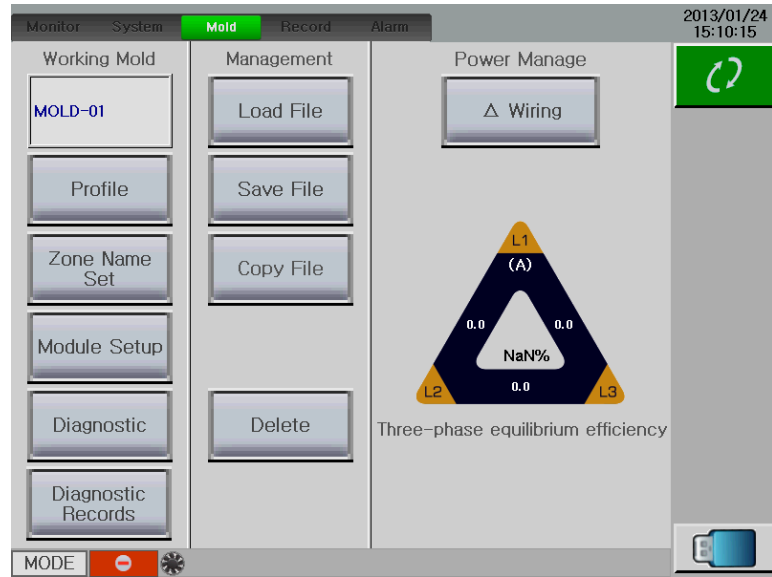 Monitor System Mold Record Alarm
2013/01/24
15:10:15
Working Mold
MOLD-01
Profile
Zone Name
Set
Module Setup
Diagnostic
Diagnostic
Records
Management
Load File
Save File
Copy File
Delete
Power Manage
Δ Wiring
L1
(A)
0.0 0.0
NaN%
L2 0.0 L3
Three-phase equilibrium efficiency
MODE